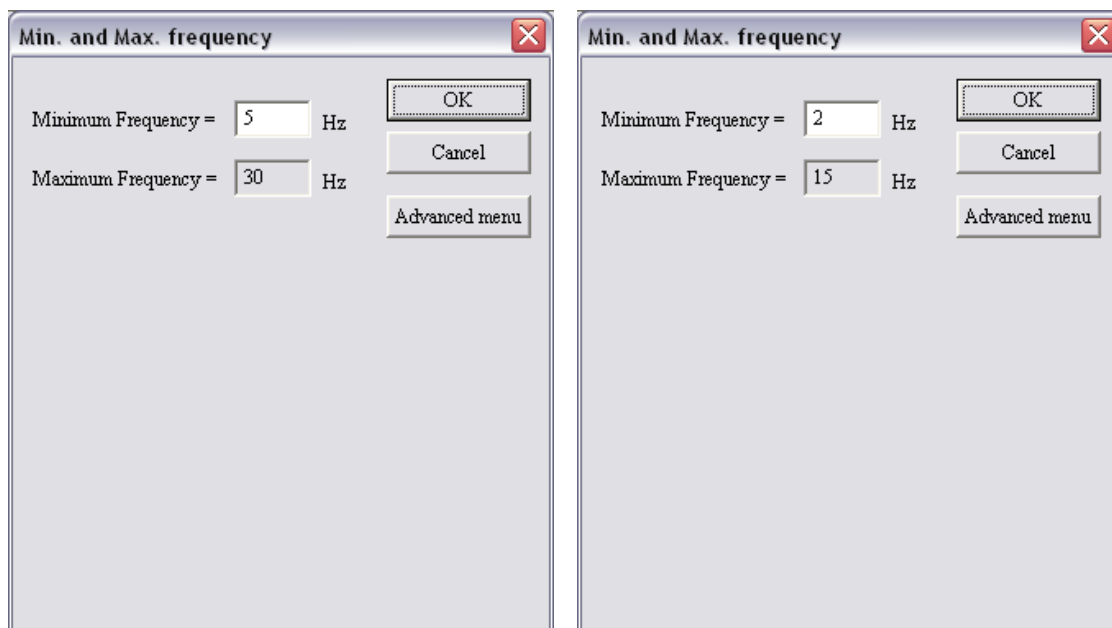 Min. and Max. frequency
Minimum Frequency = 5 Hz
OK
Cancel
Maximum Frequency = 30 Hz
Advanced menu
Min. and Max. frequency
Minimum Frequency = 2 Hz
OK
Cancel
Maximum Frequency = 15 Hz
Advanced menu